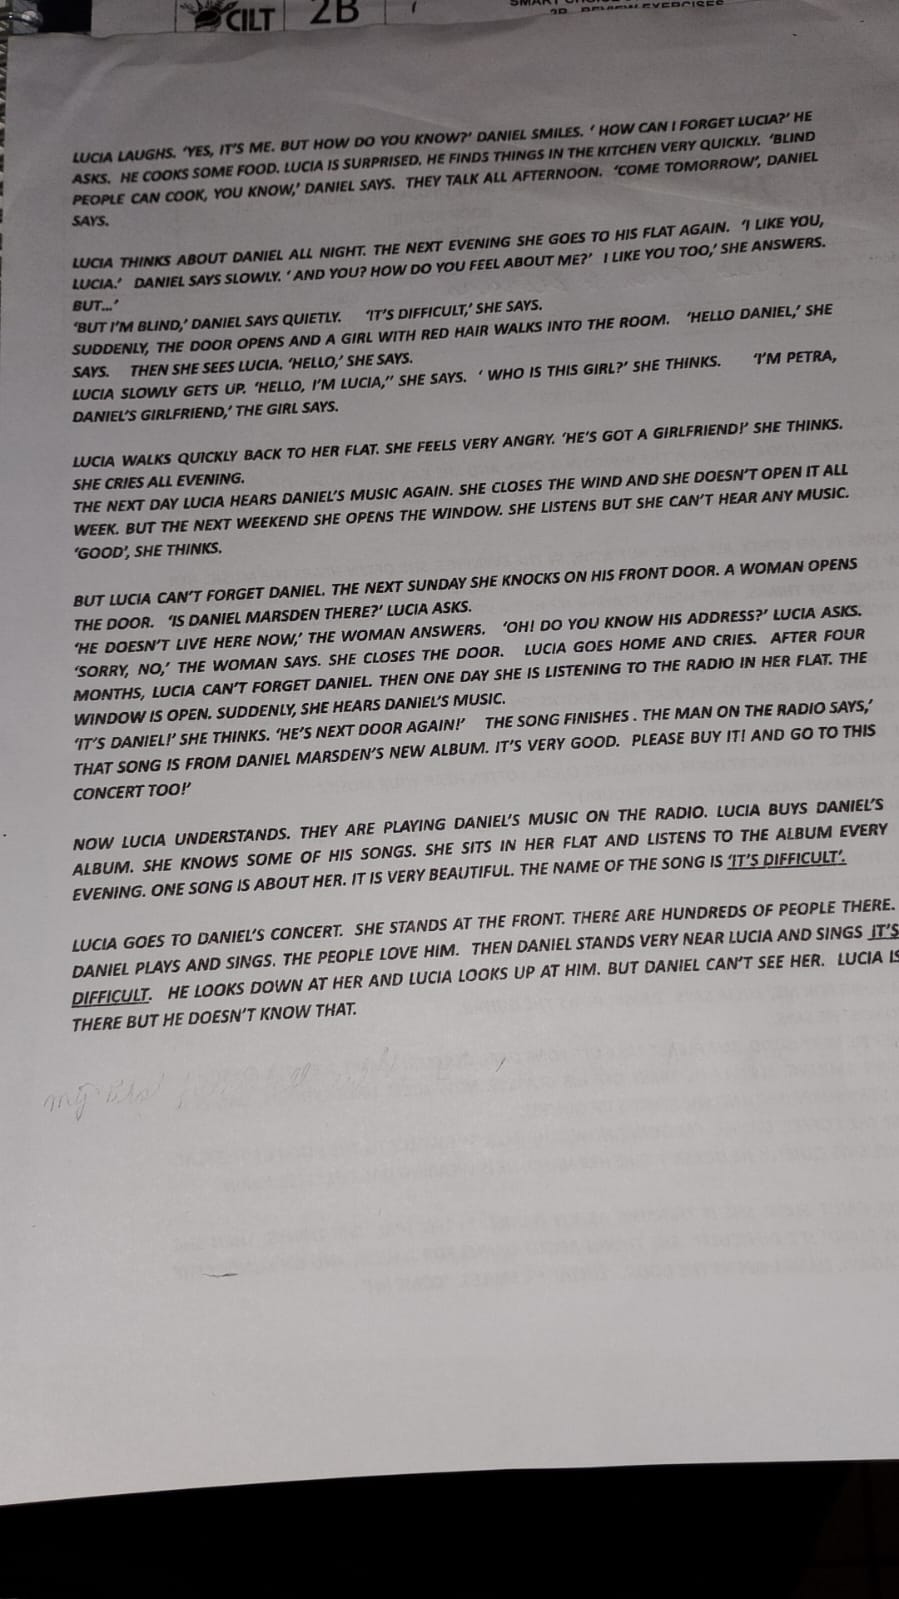 CILT 2B
LUCIA LAUGHS. 'YES, IT'S ME. BUT HOW DO YOU KNOW?' DANIEL SMILES. ' HOW CAN I FORGET LUCIA?' HE
ASKS. HE COOKS SOME FOOD. LUCIA IS SURPRISED. HE FINDS THINGS IN THE KITCHEN VERY QUICKLY. 'BLIND
PEOPLE CAN COOK, YOU KNOW,' DANIEL SAYS. THEY TALK ALL AFTERNOON. 'COME TOMORROW', DANIEL
SAYS.
LUCIA THINKS ABOUT DANIEL ALL NIGHT. THE NEXT EVENING SHE GOES TO HIS FLAT AGAIN. 'I LIKE YOU,
LUCIA.' DANIEL SAYS SLOWLY. ' AND YOU? HOW DO YOU FEEL ABOUT ME?' I LIKE YOU TOO,' SHE ANSWERS.
BUT...'
'BUT I'M BLIND,' DANIEL SAYS QUIETLY. 'IT'S DIFFICULT,' SHE SAYS.
SUDDENLY, THE DOOR OPENS AND A GIRL WITH RED HAIR WALKS INTO THE ROOM. 'HELLO DANIEL,' SHE
SAYS. THEN SHE SEES LUCIA. 'HELLO,' SHE SAYS.
LUCIA SLOWLY GETS UP. 'HELLO, I'M LUCIA,'' SHE SAYS. ' WHO IS THIS GIRL?' SHE THINKS. 'I'M PETRA,
DANIEL'S GIRLFRIEND,' THE GIRL SAYS.
LUCIA WALKS QUICKLY BACK TO HER FLAT. SHE FEELS VERY ANGRY. 'HE'S GOT A GIRLFRIEND!' SHE THINKS.
SHE CRIES ALL EVENING.
THE NEXT DAY LUCIA HEARS DANIEL'S MUSIC AGAIN. SHE CLOSES THE WIND AND SHE DOESN'T OPEN IT ALL
WEEK. BUT THE NEXT WEEKEND SHE OPENS THE WINDOW. SHE LISTENS BUT SHE CAN'T HEAR ANY MUSIC.
'GOOD', SHE THINKS.
BUT LUCIA CAN'T FORGET DANIEL. THE NEXT SUNDAY SHE KNOCKS ON HIS FRONT DOOR. A WOMAN OPENS
THE DOOR. 'IS DANIEL MARSDEN THERE?' LUCIA ASKS.
'HE DOESN'T LIVE HERE NOW,' THE WOMAN ANSWERS. 'OH! DO YOU KNOW HIS ADDRESS?' LUCIA ASKS.
'SORRY, NO,' THE WOMAN SAYS. SHE CLOSES THE DOOR. LUCIA GOES HOME AND CRIES. AFTER FOUR
MONTHS, LUCIA CAN'T FORGET DANIEL. THEN ONE DAY SHE IS LISTENING TO THE RADIO IN HER FLAT. THE
WINDOW IS OPEN. SUDDENLY, SHE HEARS DANIEL'S MUSIC.
'IT'S DANIEL!' SHE THINKS. 'HE'S NEXT DOOR AGAIN!' THE SONG FINISHES . THE MAN ON THE RADIO SAYS,'
THAT SONG IS FROM DANIEL MARSDEN'S NEW ALBUM. IT'S VERY GOOD. PLEASE BUY IT! AND GO TO THIS
CONCERT TOO!'
NOW LUCIA UNDERSTANDS. THEY ARE PLAYING DANIEL'S MUSIC ON THE RADIO. LUCIA BUYS DANIEL'S
ALBUM. SHE KNOWS SOME OF HIS SONGS. SHE SITS IN HER FLAT AND LISTENS TO THE ALBUM EVERY
EVENING. ONE SONG IS ABOUT HER. IT IS VERY BEAUTIFUL. THE NAME OF THE SONG IS 'IT'S DIFFICULT'.
LUCIA GOES TO DANIEL'S CONCERT. SHE STANDS AT THE FRONT. THERE ARE HUNDREDS OF PEOPLE THERE.
DANIEL PLAYS AND SINGS. THE PEOPLE LOVE HIM. THEN DANIEL STANDS VERY NEAR LUCIA AND SINGS IT'S
DIFFICULT. HE LOOKS DOWN AT HER AND LUCIA LOOKS UP AT HIM. BUT DANIEL CAN'T SEE HER. LUCIA IS
THERE BUT HE DOESN'T KNOW THAT.
my